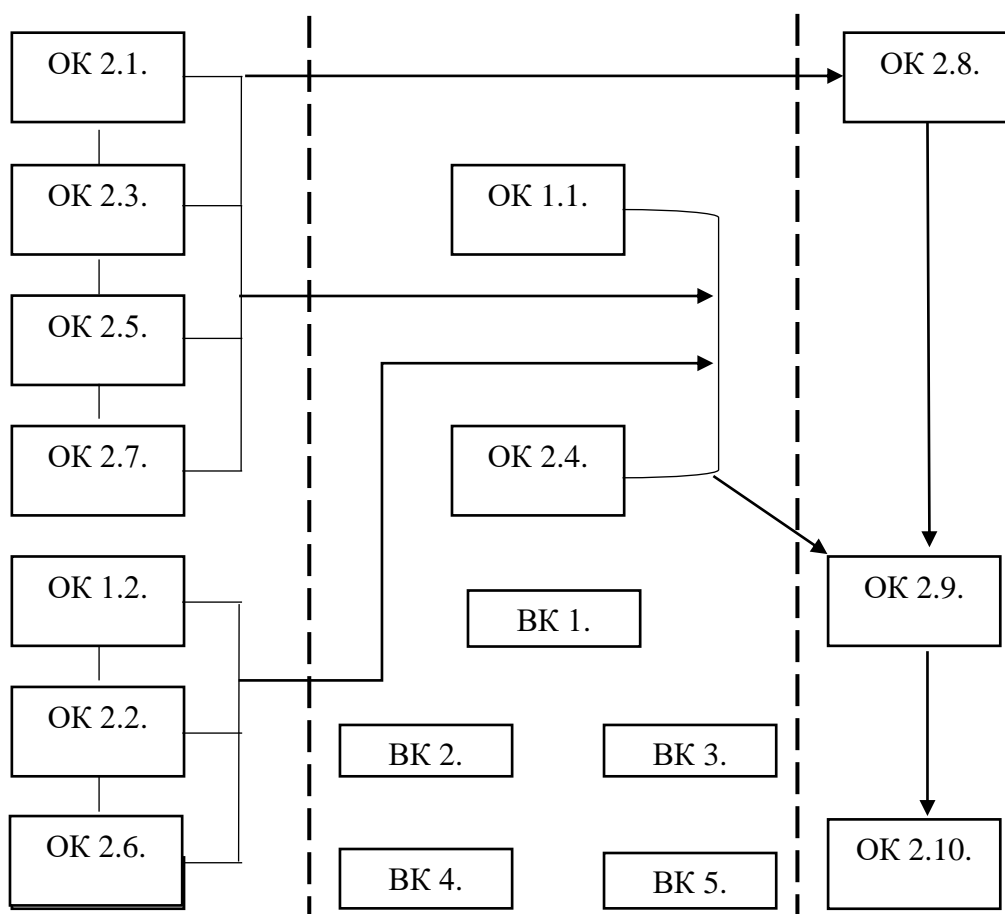 ОК 2.1.
ОК 2.8.
ОК 2.3.
ОК 1.1.
ОК 2.5.
ОК 2.7.
ОК 2.4.
ОК 1.2.
ОК 2.9.
ВК 1.
ОК 2.2.
ВК 2.
ВК 3.
ОК 2.6.
ОК 2.10.
ВК 4.
ВК 5.